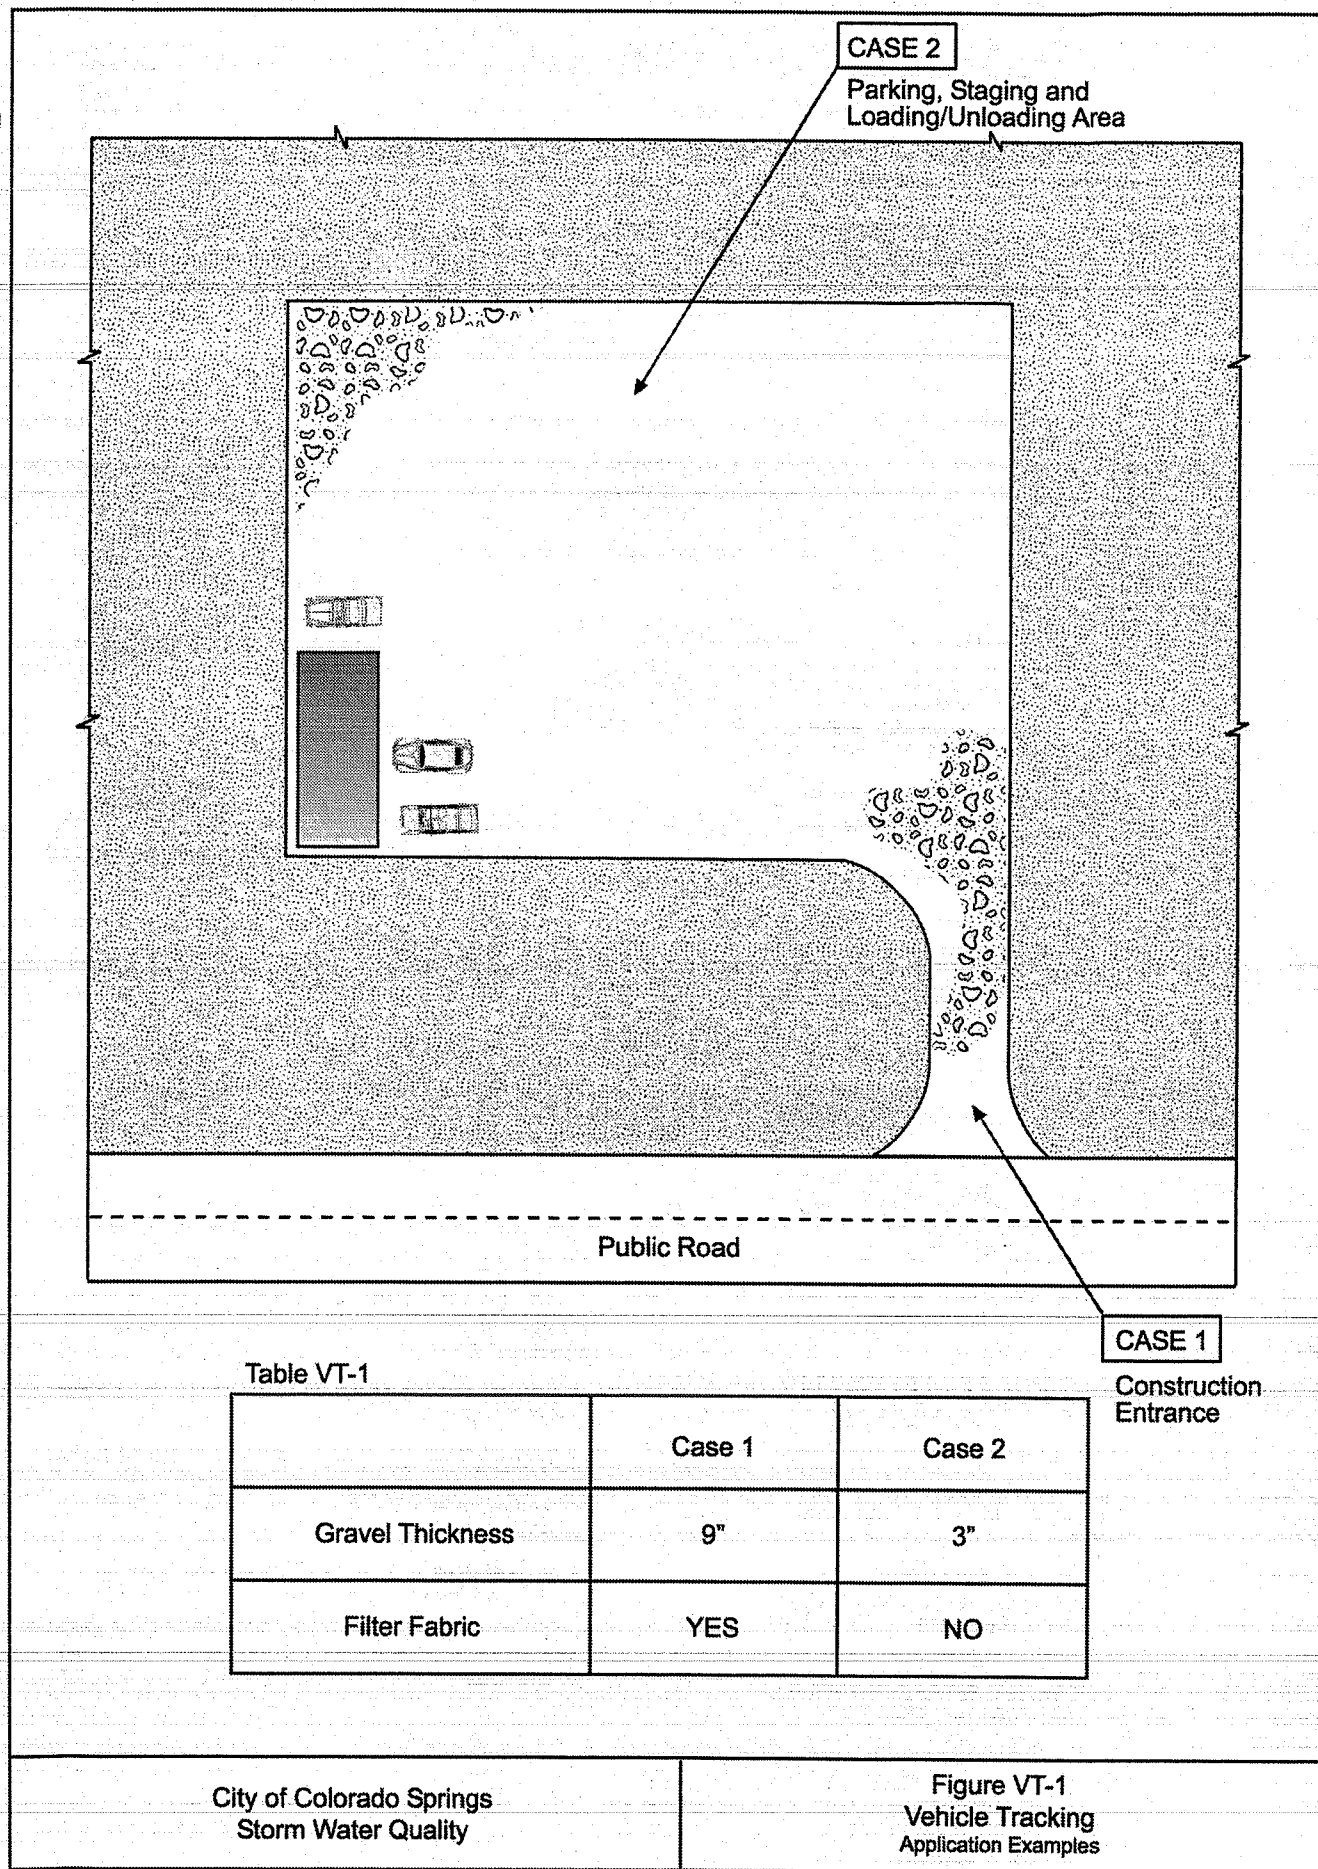 CASE 2
Parking, Staging and
Loading/Unloading Area
Public Road
CASE 1
Construction
Entrance
Table VT-1
Case 1 Case 2
Gravel Thickness 9” 3”
Filter Fabric YES NO
City of Colorado Springs
Storm Water Quality
Figure VT-1
Vehicle Tracking
Application Examples